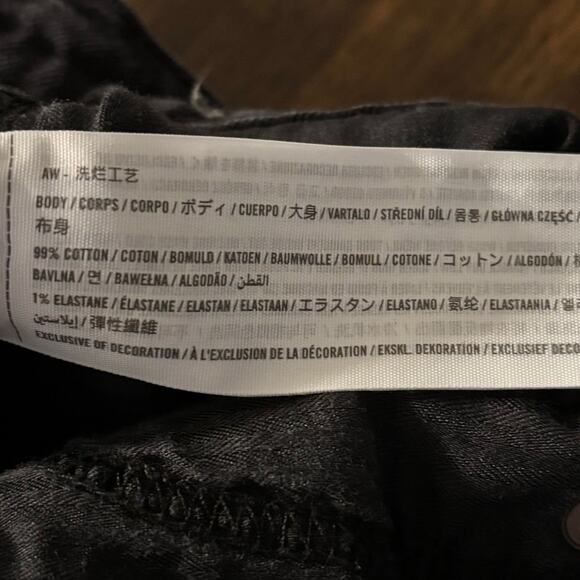 AW - 洗烂工艺
BODY / CORPS / CORPO / ボディ / CUERPO / 大身 / VARTALO / STŘEDNÍ DÍL / 몸통 / GŁÓWNA CZĘŚĆ /
布身
99% COTTON / COTON / BOMULD / KATOEN / BAUMWOLLE / BOMULL / COTONE / コットン / ALGODÓN /
BAVLNA / 면 / BAWEŁNA / ALGODÃO / القطن
1% ELASTANE / ÉLASTANE / ELASTAN / ELASTAAN / エラスタン / ELASTANO / 氨纶 / ELASTAANIA /
إيلاستين / 彈性纖維
EXCLUSIVE OF DECORATION / À L'EXCLUSION DE LA DÉCORATION / EKSKL. DEKORATION / EXCLUSIEF DECO